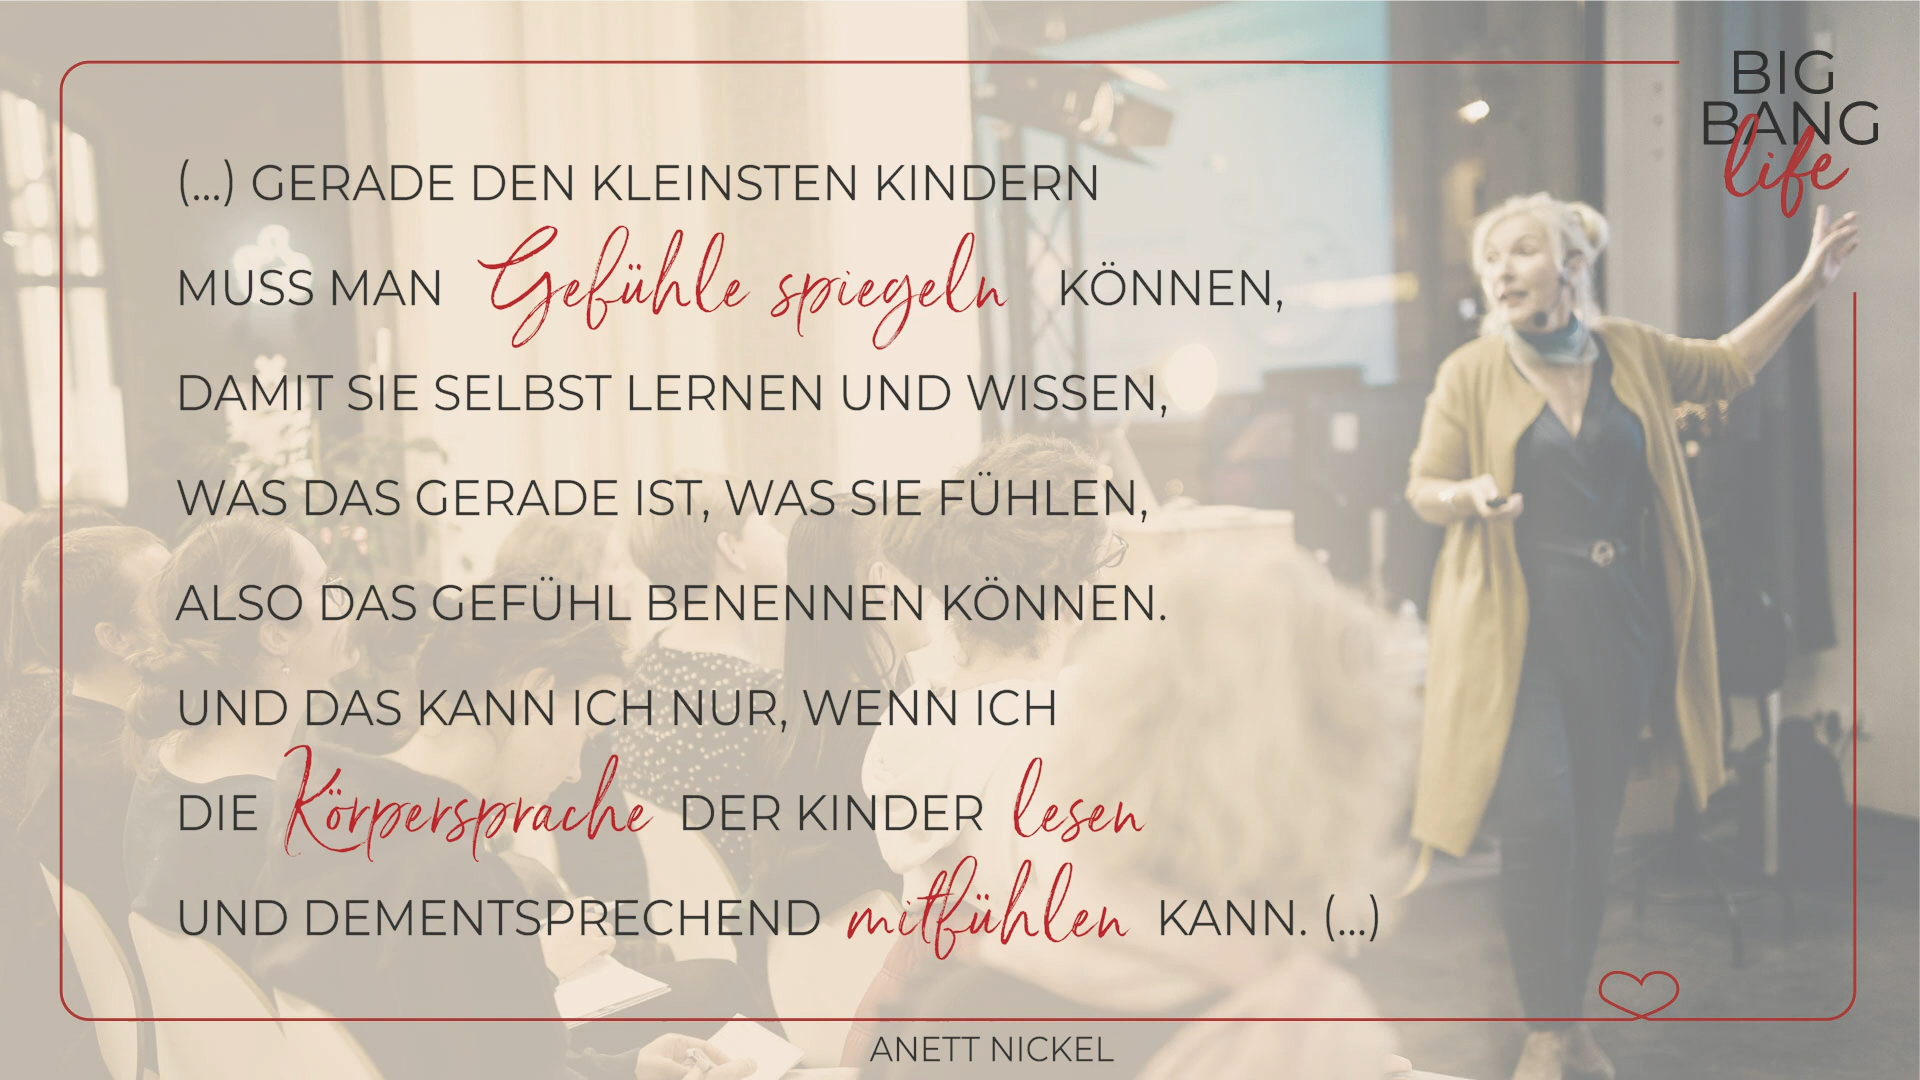 BIG
BANG
life
(...) GERADE DEN KLEINSTEN KINDERN
MUSS MAN Gefühle spiegeln KÖNNEN,
DAMIT SIE SELBST LERNEN UND WISSEN,
WAS DAS GERADE IST, WAS SIE FÜHLEN,
ALSO DAS GEFÜHL BENENNEN KÖNNEN.
UND DAS KANN ICH NUR, WENN ICH
DIE Körpersprache DER KINDER lesen
UND DEMENTSPRECHEND mitfühlen KANN. (...)
ANETT NICKEL